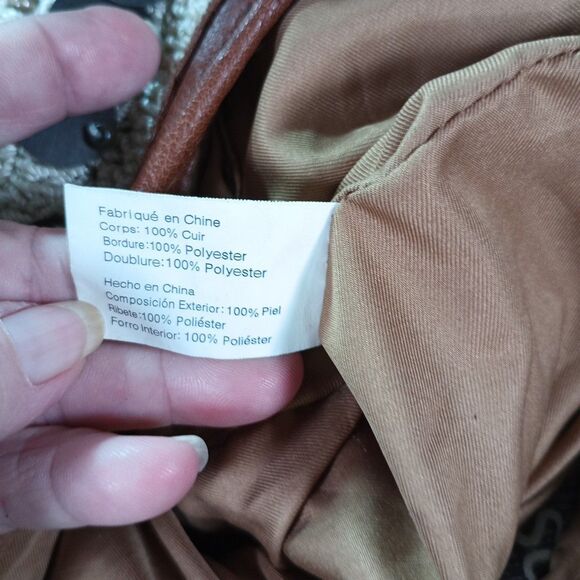 Fabriqué en Chine
Corps: 100% Cuir
Bordure:100% Polyester
Doublure:100% Polyester
Hecho en China
Composición Exterior: 100% Piel
Ribete:100% Poliéster
Forro Interior: 100% Poliéster